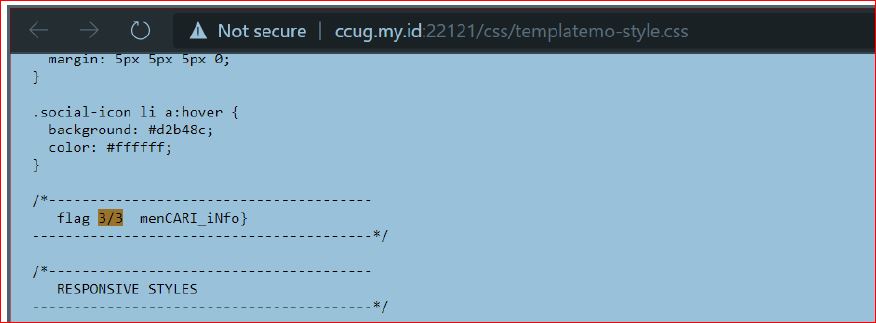 Not secure | ccug.my.id:22121/css/templatemo-style.css
margin: 5px 5px 5px 0;
}
.social-icon li a:hover {
background: #d2b48c;
color: #ffffff;
}
/*---------------------------------------
flag 3/3 menCARI_iNfo}
-----------------------------------------*/
/*---------------------------------------
RESPONSIVE STYLES
-----------------------------------------*/